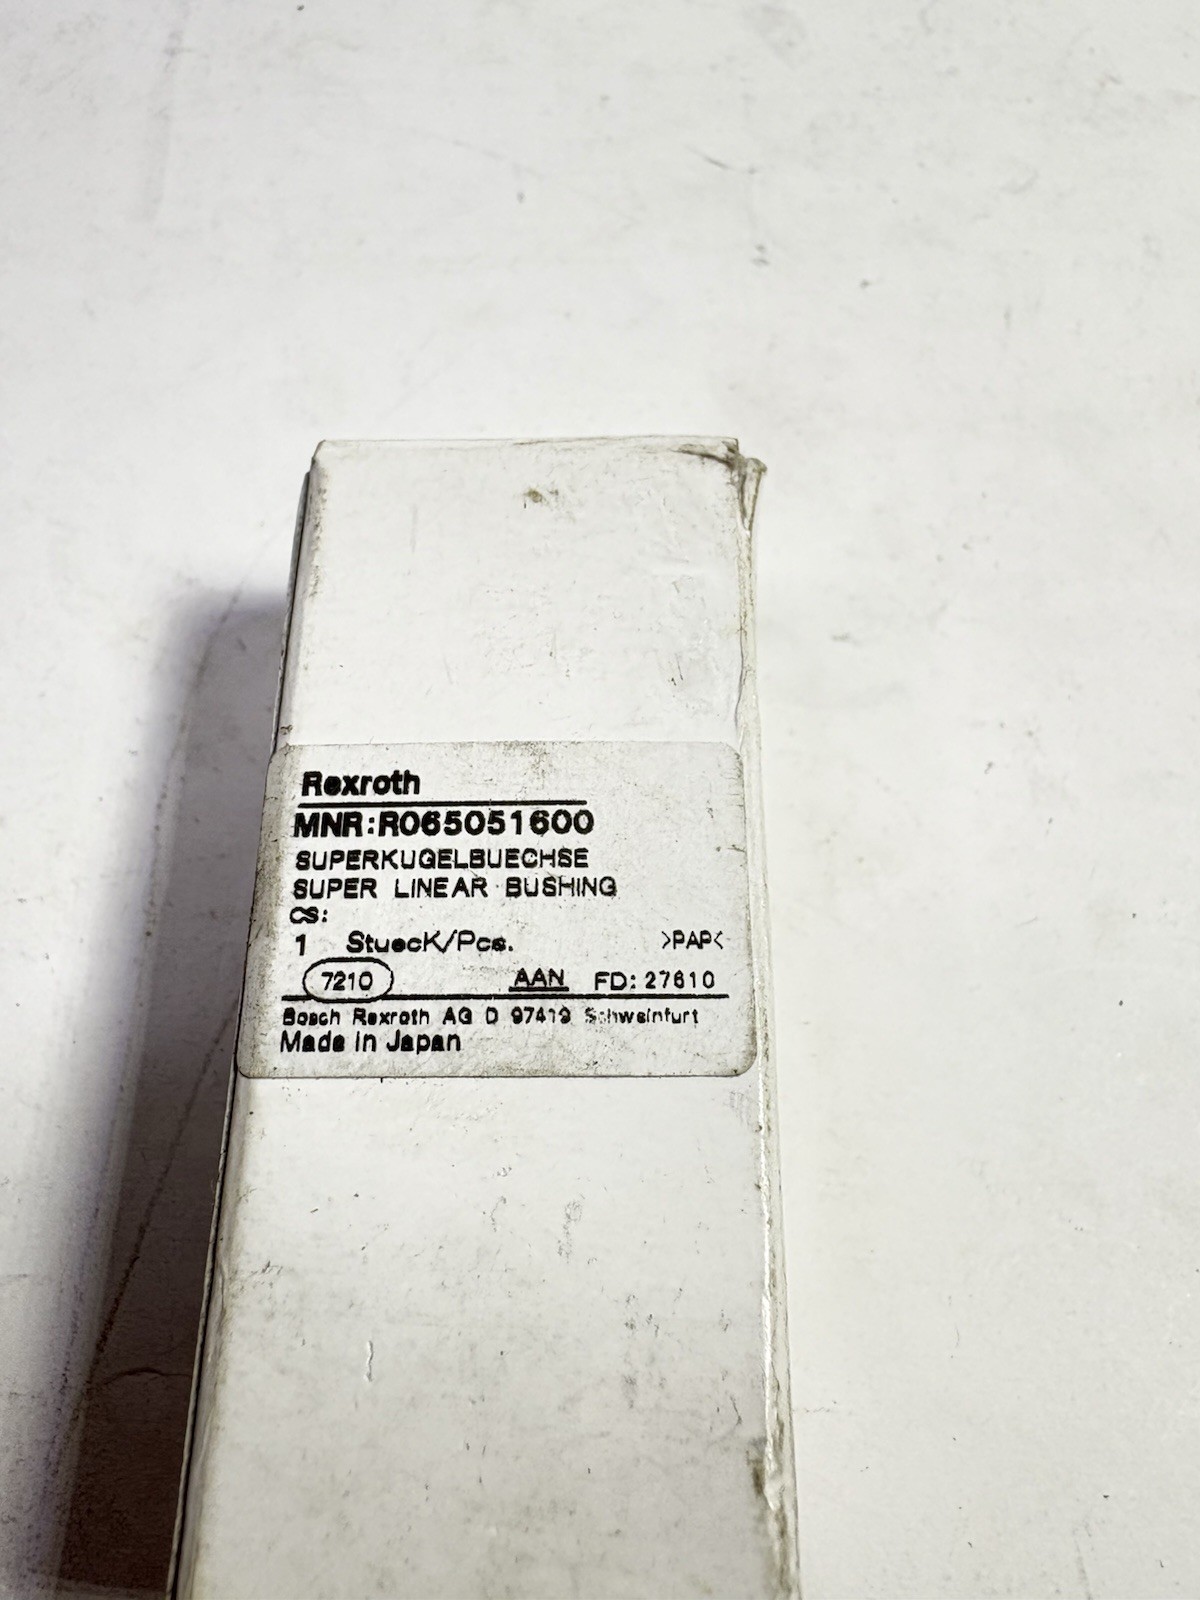 Rexroth
MNR:R065051600
SUPERKUGELBUECHSE
SUPER LINEAR BUSHING
CS:
1 StuecK/Pcs. >PAP<
7210 AAN FD: 27610
Bosch Rexroth AG D 97419 Schweinfurt
Made in Japan